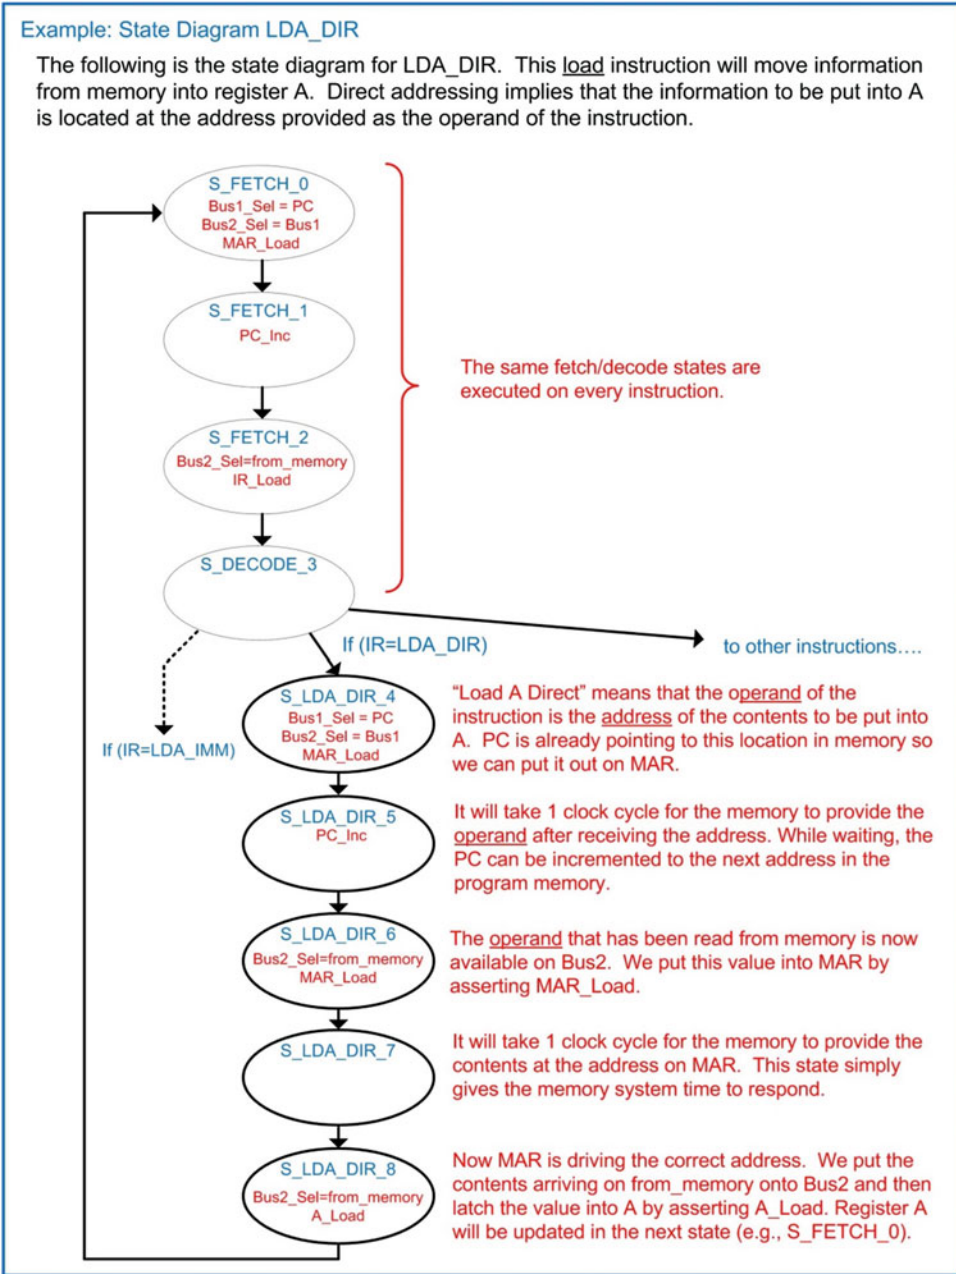 Example: State Diagram LDA_DIR
The following is the state diagram for LDA_DIR. This load instruction will move information
from memory into register A. Direct addressing implies that the information to be put into A
is located at the address provided as the operand of the instruction.
S_FETCH_0
Bus1_Sel = PC
Bus2_Sel = Bus1
MAR_Load
S_FETCH_1
PC_Inc
The same fetch/decode states are
executed on every instruction.
S_FETCH_2
Bus2_Sel=from_memory
IR_Load
S_DECODE_3
If (IR=LDA_DIR)
to other instructions....
If (IR=LDA_IMM)
S_LDA_DIR_4
Bus1_Sel = PC
Bus2_Sel = Bus1
MAR_Load
“Load A Direct” means that the operand of the
instruction is the address of the contents to be put into
A. PC is already pointing to this location in memory so
we can put it out on MAR.
S_LDA_DIR_5
PC_Inc
It will take 1 clock cycle for the memory to provide the
operand after receiving the address. While waiting, the
PC can be incremented to the next address in the
program memory.
S_LDA_DIR_6
Bus2_Sel=from_memory
MAR_Load
The operand that has been read from memory is now
available on Bus2. We put this value into MAR by
asserting MAR_Load.
S_LDA_DIR_7
It will take 1 clock cycle for the memory to provide the
contents at the address on MAR. This state simply
gives the memory system time to respond.
S_LDA_DIR_8
Bus2_Sel=from_memory
A_Load
Now MAR is driving the correct address. We put the
contents arriving on from_memory onto Bus2 and then
latch the value into A by asserting A_Load. Register A
will be updated in the next state (e.g., S_FETCH_0).